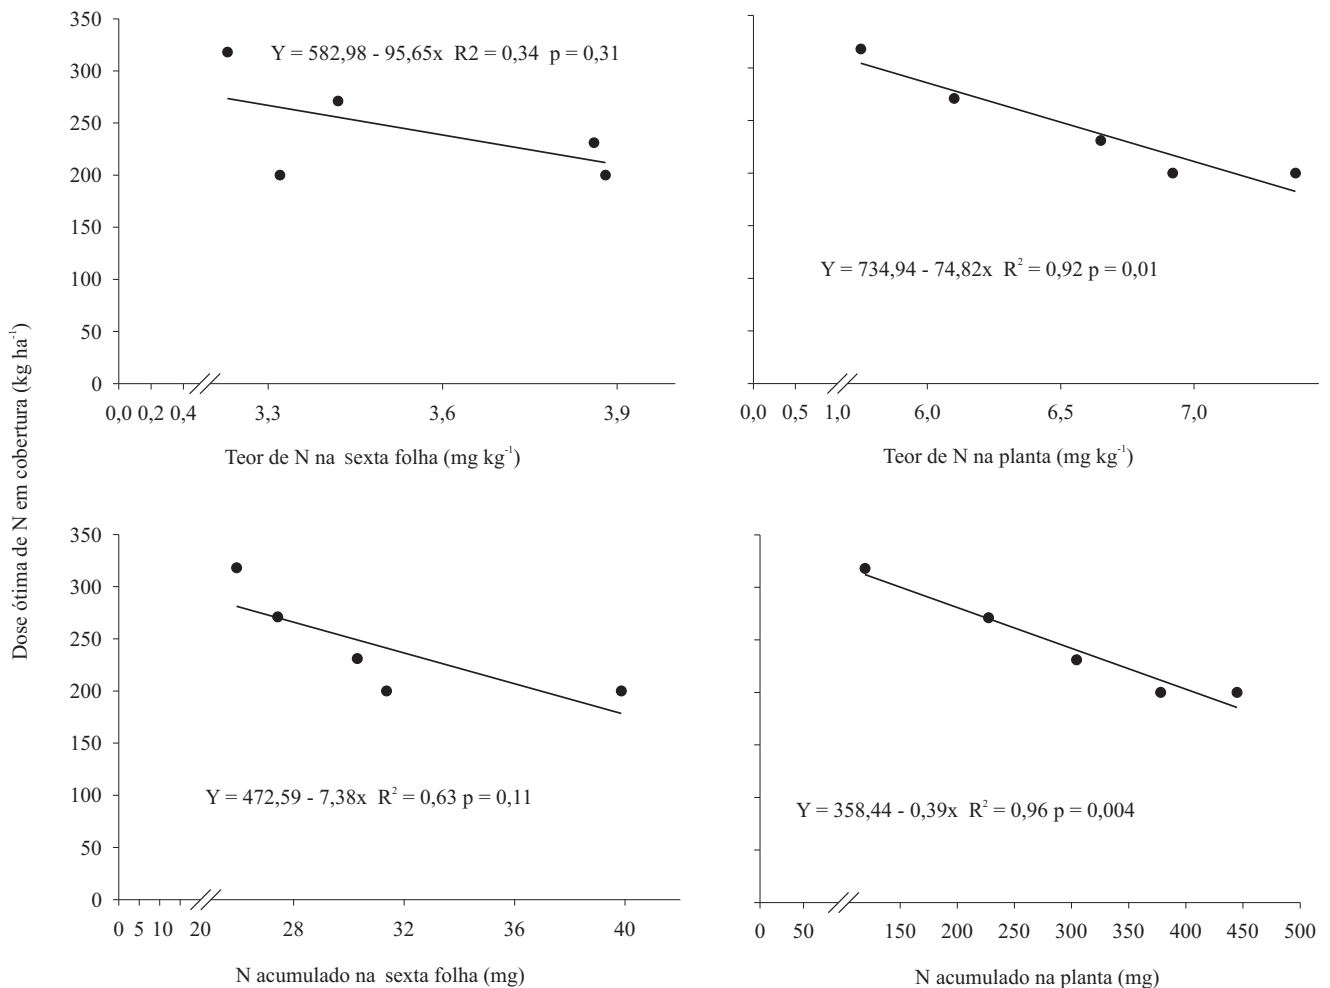 Dose ótima de N em cobertura (kg ha⁻¹)
350
300
250
200
150
100
50
0
Y = 582,98 - 95,65x R2 = 0,34 p = 0,31
0,0 0,2 0,4 3,3 3,6 3,9
Teor de N na sexta folha (mg kg⁻¹)
Y = 734,94 - 74,82x R² = 0,92 p = 0,01
0,0 0,5 1,0 6,0 6,5 7,0
Teor de N na planta (mg kg⁻¹)
350
300
250
200
150
100
50
0
Y = 472,59 - 7,38x R² = 0,63 p = 0,11
0 5 10 20 28 32 36 40
N acumulado na sexta folha (mg)
Y = 358,44 - 0,39x R² = 0,96 p = 0,004
0 50 150 200 250 300 350 400 450 500
N acumulado na planta (mg)